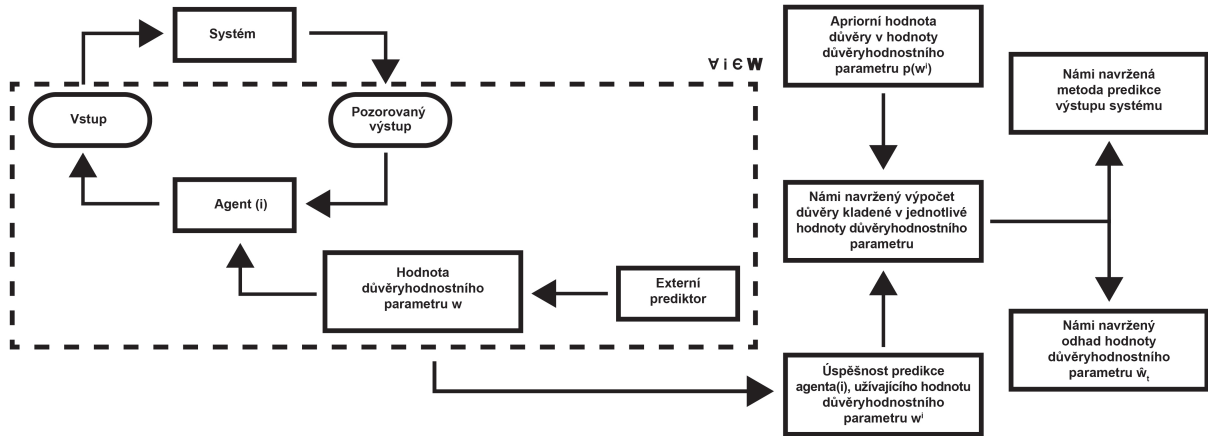 Systém
∀ i ∈ W
Vstup
Pozorovaný
výstup
Agent (i)
Hodnota
důvěryhodnostního
parametru w
Externí
prediktor
Apriorní hodnota
důvěry v hodnoty
důvěryhodnostního
parametru p(wⁱ)
Námi navržený výpočet
důvěry kladené v jednotlivé
hodnoty důvěryhodnostního
parametru
Úspěšnost predikce
agenta(i), užívajícího hodnotu
důvěryhodnostního
parametru wⁱ
Námi navržená
metoda predikce
výstupu systému
Námi navržený
odhad hodnoty
důvěryhodnostního
parametru ŵₜ